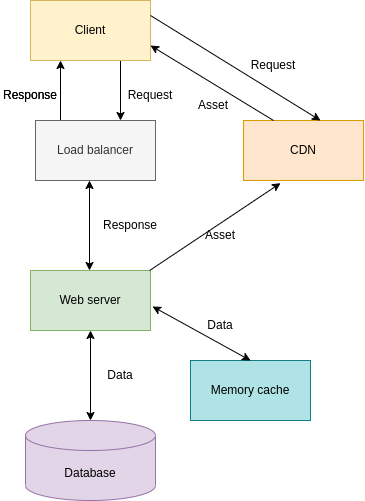 Client
Request
Response
Request
Asset
Load balancer
CDN
Response
Asset
Web server
Data
Data
Memory cache
Database